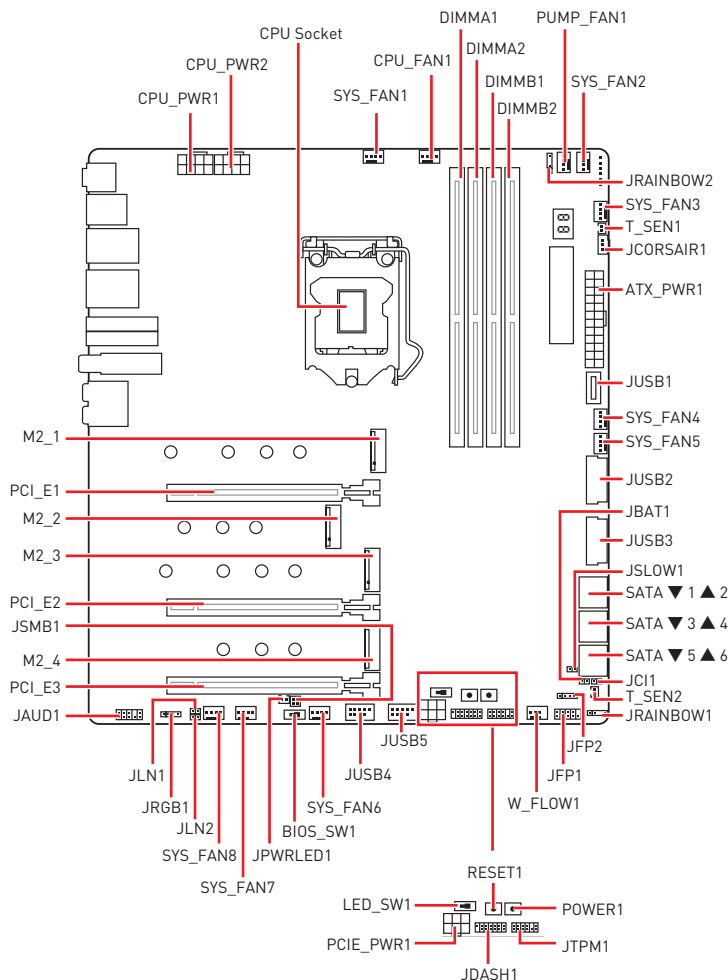 DIMMA1
PUMP_FAN1
CPU Socket
DIMMA2
CPU_PWR2
CPU_FAN1
DIMMB1
SYS_FAN2
CPU_PWR1
SYS_FAN1
DIMMB2
JRAINBOW2
SYS_FAN3
T_SEN1
JCORSAIR1
ATX_PWR1
JUSB1
SYS_FAN4
M2_1
SYS_FAN5
JUSB2
PCI_E1
JBAT1
M2_2
JUSB3
M2_3
JSLOW1
SATA ▼ 1 ▲ 2
PCI_E2
SATA ▼ 3 ▲ 4
JSMB1
M2_4
SATA ▼ 5 ▲ 6
PCI_E3
JCI1
T_SEN2
JAUD1
JRAINBOW1
JUSB5
JFP2
JLN1
JUSB4
JFP1
JRGB1
SYS_FAN6
W_FLOW1
JLN2
BIOS_SW1
SYS_FAN8
JPWRLED1
SYS_FAN7
RESET1
LED_SW1
POWER1
PCIE_PWR1
JTPM1
JDASH1